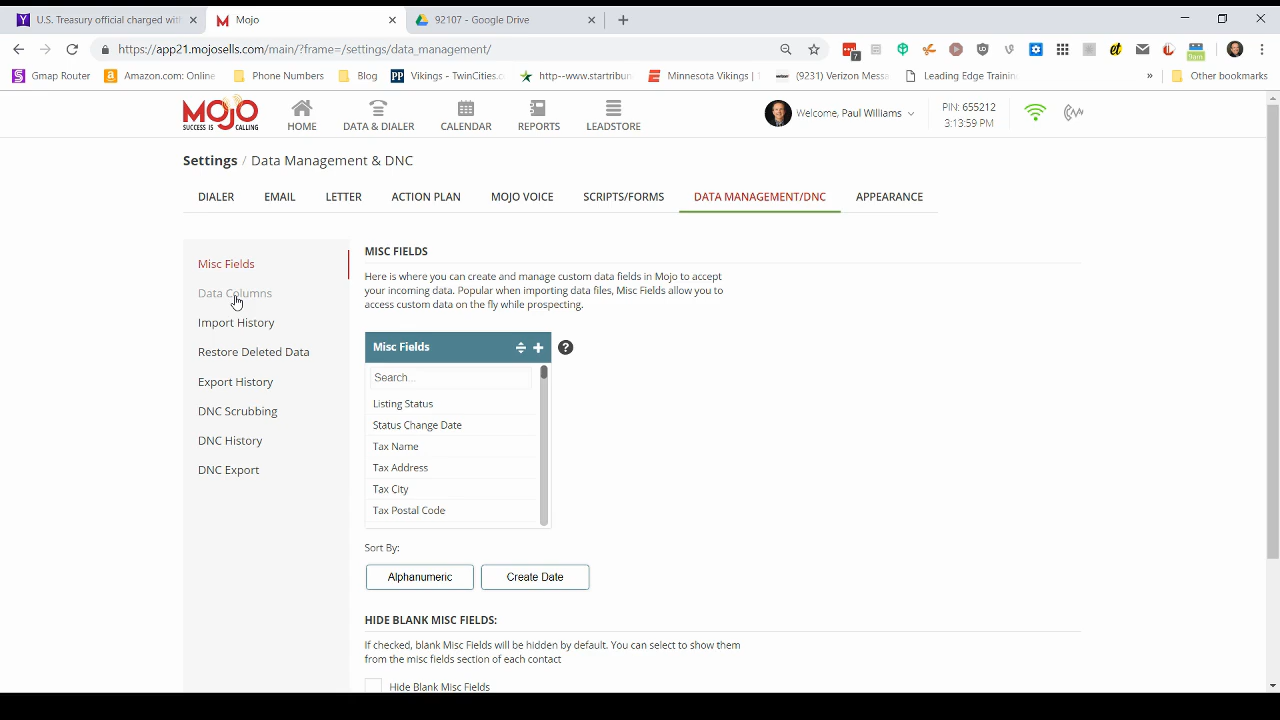 U.S. Treasury official charged with
Mojo
92107 - Google Drive
https://app21.mojosells.com/main/?frame=/settings/data_management/
Gmap Router
Amazon.com: Online
Phone Numbers
Blog
Vikings - TwinCities.c
http--www.startribun
Minnesota Vikings |
(9231) Verizon Messa
Leading Edge Trainin
»
Other bookmarks
MOJO
SUCCESS IS CALLING
HOME
DATA & DIALER
CALENDAR
REPORTS
LEADSTORE
Welcome, Paul Williams
PIN: 655212
3:13:59 PM
Settings / Data Management & DNC
DIALER
EMAIL
LETTER
ACTION PLAN
MOJO VOICE
SCRIPTS/FORMS
DATA MANAGEMENT/DNC
APPEARANCE
Misc Fields
Data Columns
Import History
Restore Deleted Data
Export History
DNC Scrubbing
DNC History
DNC Export
MISC FIELDS
Here is where you can create and manage custom data fields in Mojo to accept
your incoming data. Popular when importing data files, Misc Fields allow you to
access custom data on the fly while prospecting.
Misc Fields
Search...
Listing Status
Status Change Date
Tax Name
Tax Address
Tax City
Tax Postal Code
Sort By:
Alphanumeric
Create Date
HIDE BLANK MISC FIELDS:
If checked, blank Misc Fields will be hidden by default. You can select to show them
from the misc fields section of each contact
Hide Blank Misc Fields